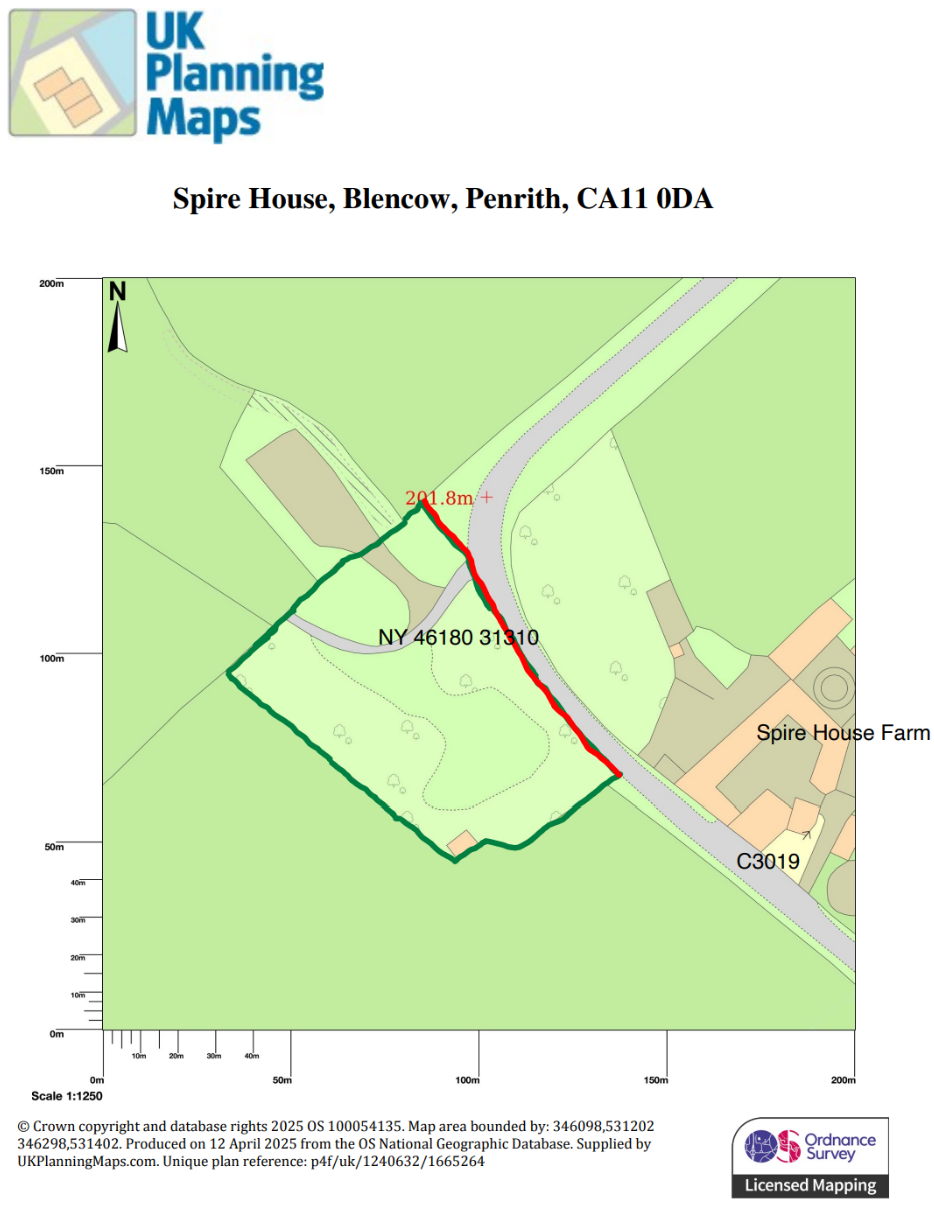 UK
Planning
Maps
Spire House, Blencow, Penrith, CA11 0DA
200m
N
150m
201.8m
NY 46180 31310
100m
Spire House Farm
50m
C3019
40m
30m
20m
10m
0m
10m 20m 30m 40m
0m 50m 100m 150m 200m
Scale 1:1250
© Crown copyright and database rights 2025 OS 100054135. Map area bounded by: 346098,531202
346298,531402. Produced on 12 April 2025 from the OS National Geographic Database. Supplied by
UKPlanningMaps.com. Unique plan reference: p4f/uk/1240632/1665264
Ordnance
Survey
Licensed Mapping